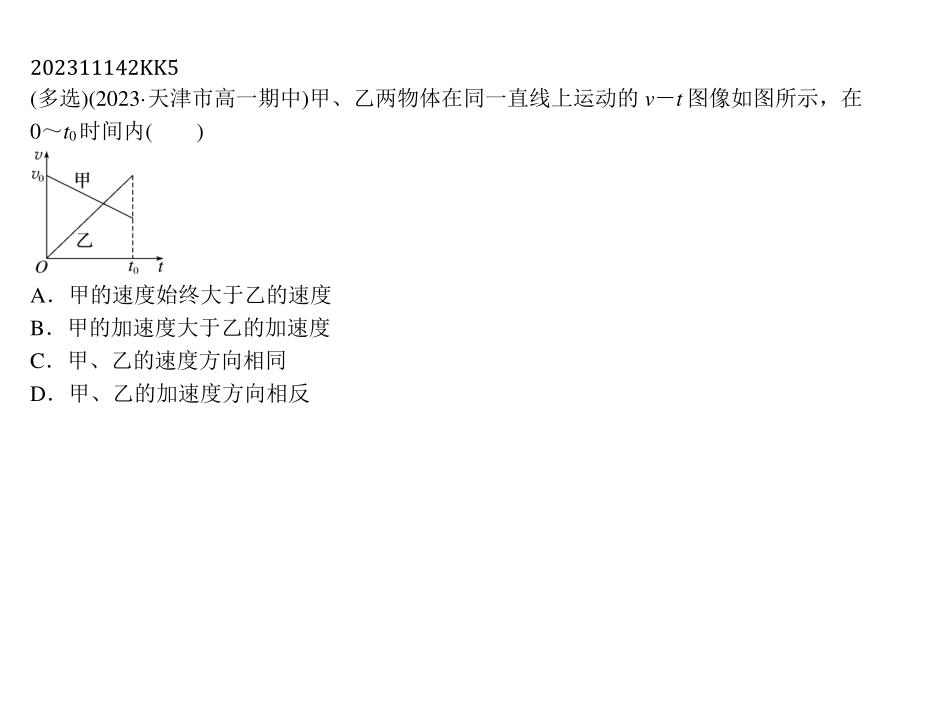 202311142KK5
(多选)(2023·天津市高一期中)甲、乙两物体在同一直线上运动的 v－t 图像如图所示，在
0～t₀时间内(　　)
v
v₀
甲
乙
O
t₀
t
A．甲的速度始终大于乙的速度
B．甲的加速度大于乙的加速度
C．甲、乙的速度方向相同
D．甲、乙的加速度方向相反